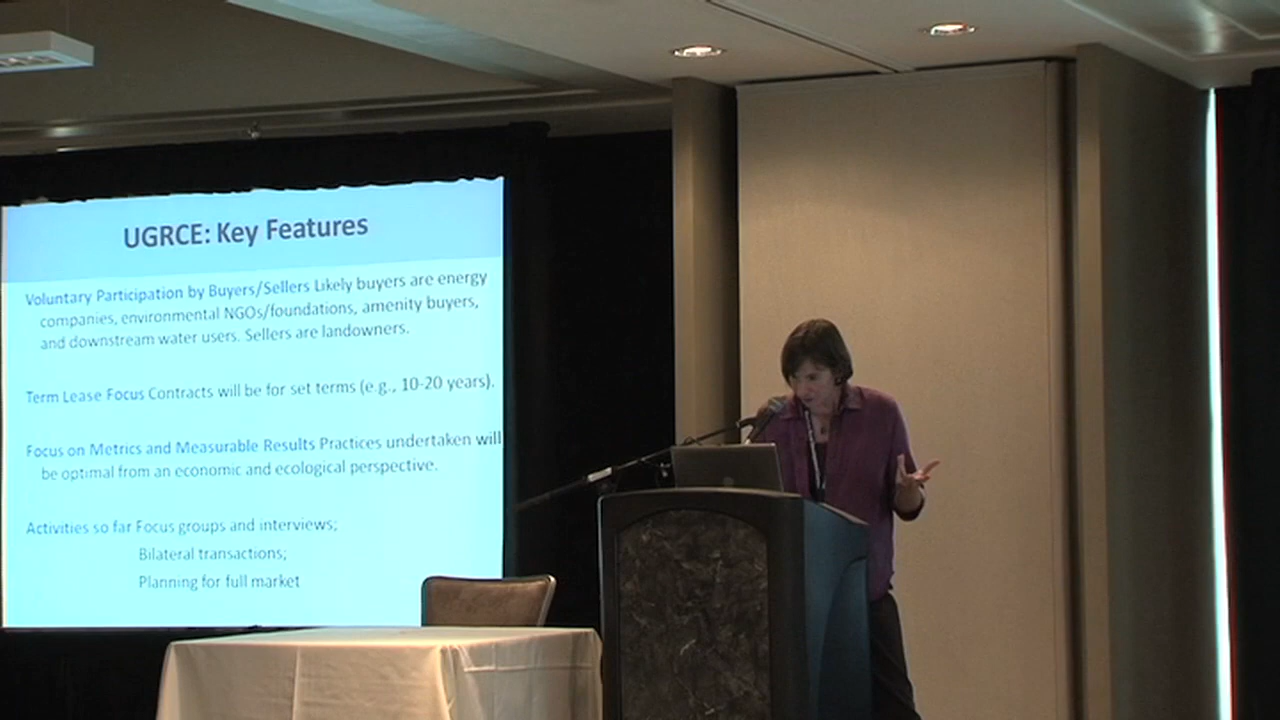 UGRCE: Key Features
Voluntary Participation by Buyers/Sellers Likely buyers are energy
companies, environmental NGOs/foundations, amenity buyers,
and downstream water users. Sellers are landowners.
Term Lease Focus Contracts will be for set terms (e.g., 10-20 years).
Focus on Metrics and Measurable Results Practices undertaken will
be optimal from an economic and ecological perspective.
Activities so far Focus groups and interviews;
Bilateral transactions;
Planning for full market